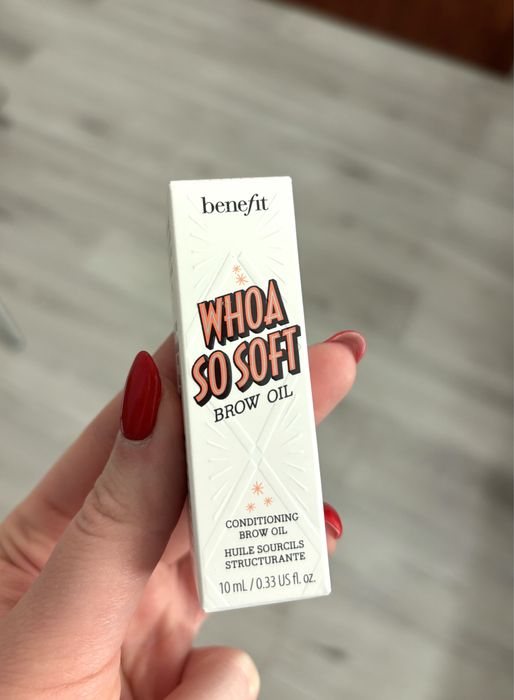 benefit
WHOA
SO SOFT
BROW OIL
CONDITIONING
BROW OIL
HUILE SOURCILS
STRUCTURANTE
10 mL / 0.33 US fl. oz.